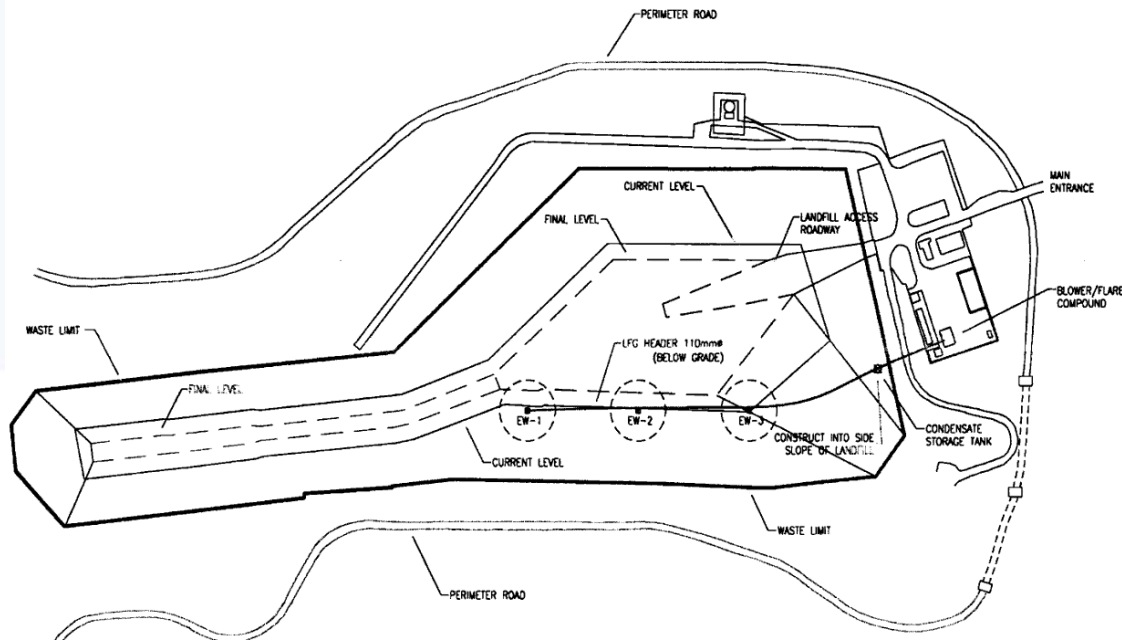 PERIMETER ROAD
MAIN
ENTRANCE
CURRENT LEVEL
FINAL LEVEL
LANDFILL ACCESS
ROADWAY
BLOWER/FLARE
COMPOUND
WASTE LIMIT
LFG HEADER 110mmø
(BELOW GRADE)
FINAL LEVEL
EW-1
EW-2
EW-3
CONDENSATE
STORAGE TANK
CONSTRUCT INTO SIDE
SLOPE OF LANDFILL
CURRENT LEVEL
WASTE LIMIT
PERIMETER ROAD